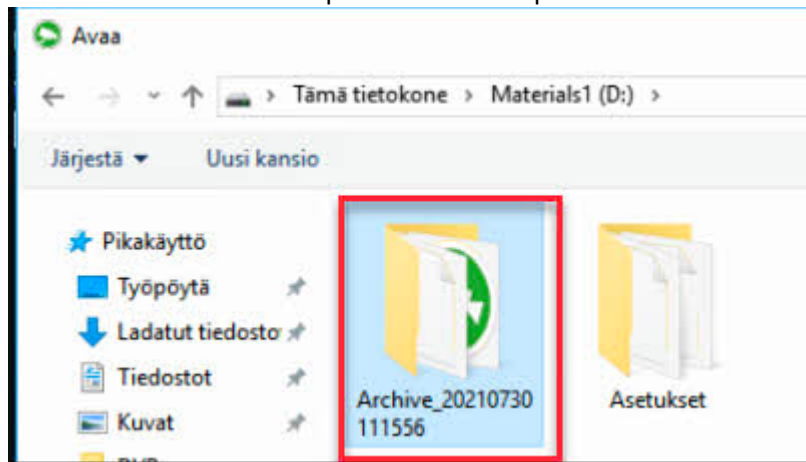 Avaa
Tämä tietokone > Materials1 (D:) >
Järjestä Uusi kansio
Pikakäyttö
Työpöytä
Ladatut tiedosto
Tiedostot
Kuvat
Archive_20210730
111556
Asetukset